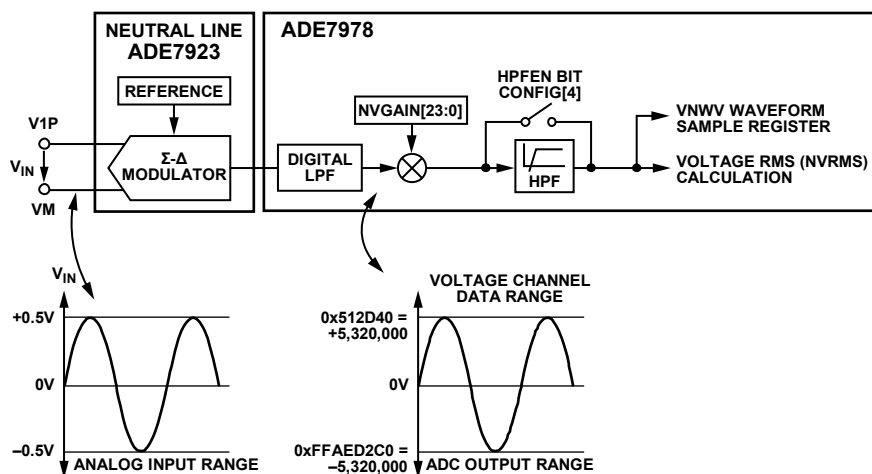 NEUTRAL LINE
ADE7923
ADE7978
REFERENCE
HPFEN BIT
CONFIG[4]
NVGAIN[23:0]
V1P
VIN
VM
Σ-Δ
MODULATOR
DIGITAL
LPF
HPF
VNWV WAVEFORM
SAMPLE REGISTER
VOLTAGE RMS (NVRMS)
CALCULATION
VIN
+0.5V
0V
–0.5V
ANALOG INPUT RANGE
VOLTAGE CHANNEL
DATA RANGE
0x512D40 =
+5,320,000
0V
0xFFAED2C0 =
–5,320,000
ADC OUTPUT RANGE